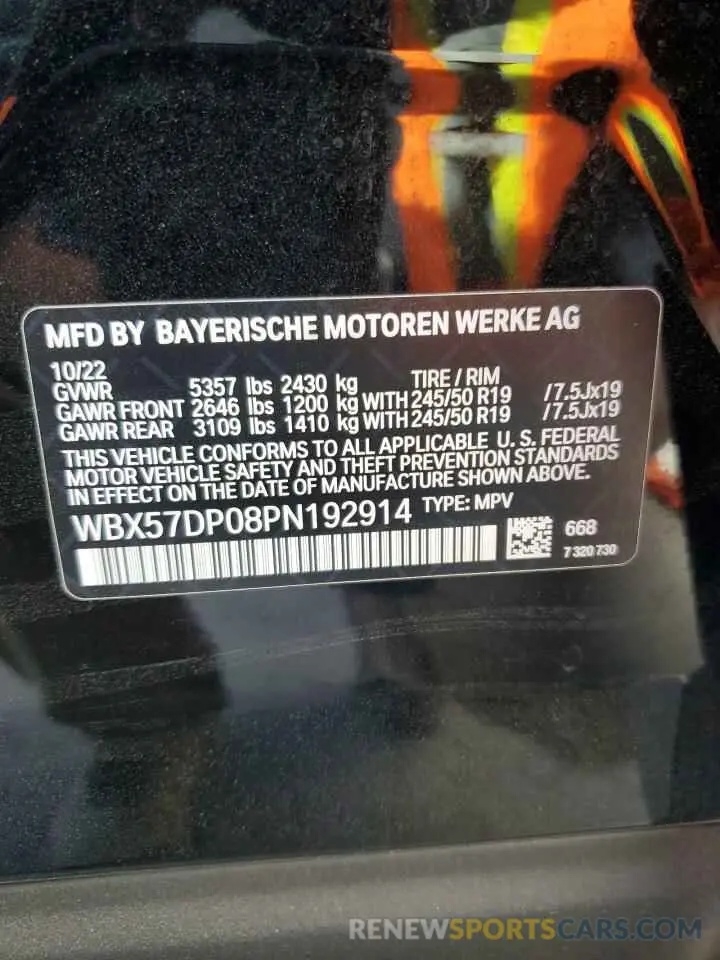 MFD BY BAYERISCHE MOTOREN WERKE AG
10/22 TIRE / RIM
GVWR 5357 lbs 2430 kg
GAWR FRONT 2646 lbs 1200 kg WITH 245/50 R19 /7.5Jx19
GAWR REAR 3109 lbs 1410 kg WITH 245/50 R19 /7.5Jx19
THIS VEHICLE CONFORMS TO ALL APPLICABLE U. S. FEDERAL
MOTOR VEHICLE SAFETY AND THEFT PREVENTION STANDARDS
IN EFFECT ON THE DATE OF MANUFACTURE SHOWN ABOVE.
WBX57DP08PN192914 TYPE: MPV
668
7 320 730
RENEWSPORTSCARS.COM